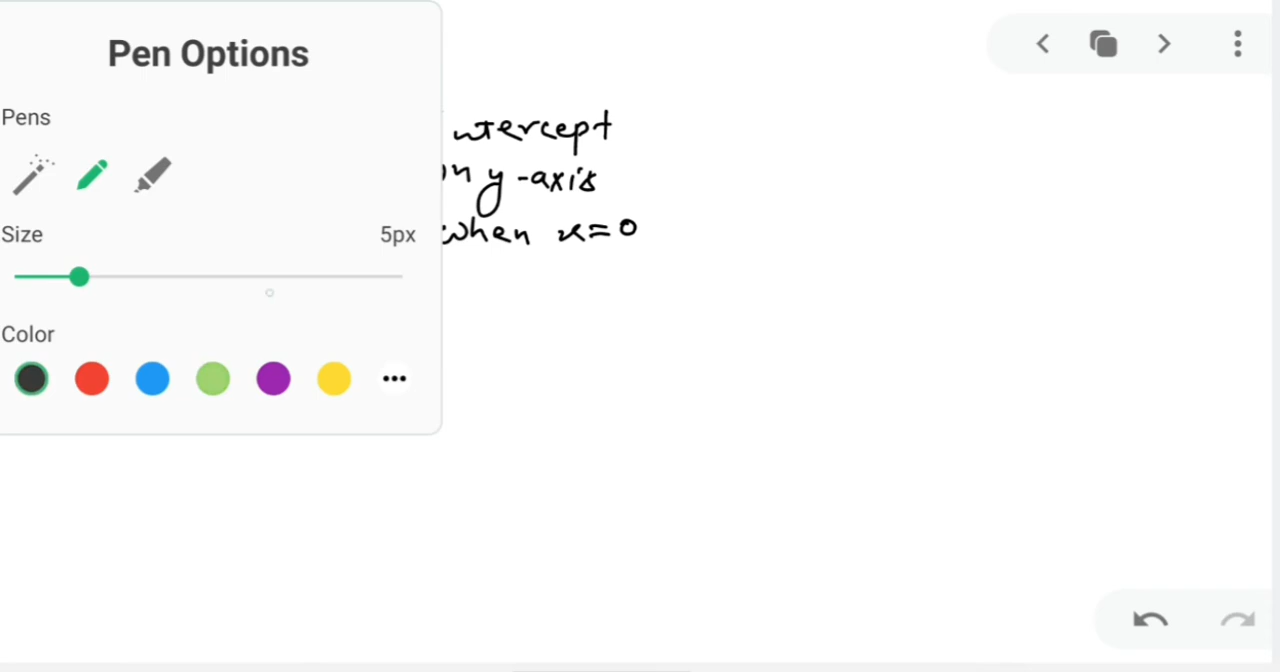 Pen Options
Pens
Size 5px
Color
ntercept
n y-axis
when x=0